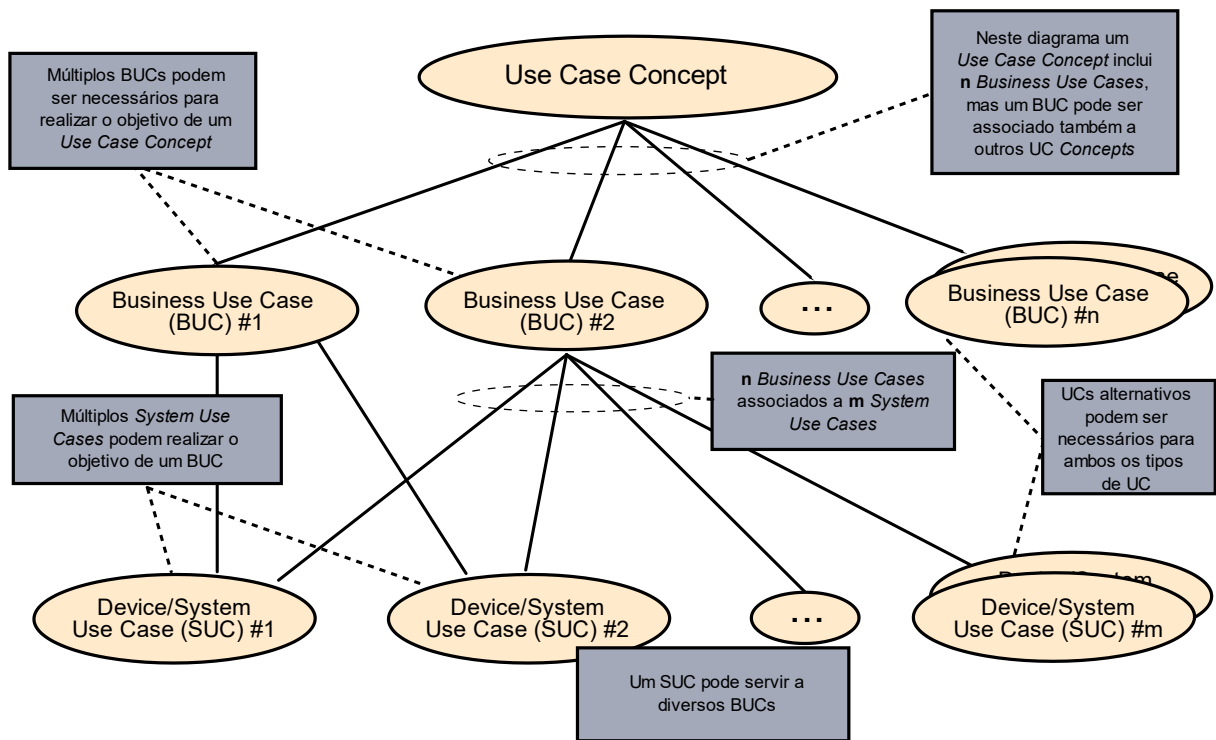 Use Case Concept
Múltiplos BUCs podem
ser necessários para
realizar o objetivo de um
Use Case Concept
Neste diagrama um
Use Case Concept inclui
n Business Use Cases,
mas um BUC pode ser
associado também a
outros UC Concepts
Business Use Case
(BUC) #1
Business Use Case
(BUC) #2
...
Business Use Case
(BUC) #n
n Business Use Cases
associados a m System
Use Cases
Múltiplos System Use
Cases podem realizar o
objetivo de um BUC
UCs alternativos
podem ser
necessários para
ambos os tipos
de UC
Device/System
Use Case (SUC) #1
Device/System
Use Case (SUC) #2
...
Device/System
Use Case (SUC) #m
Um SUC pode servir a
diversos BUCs